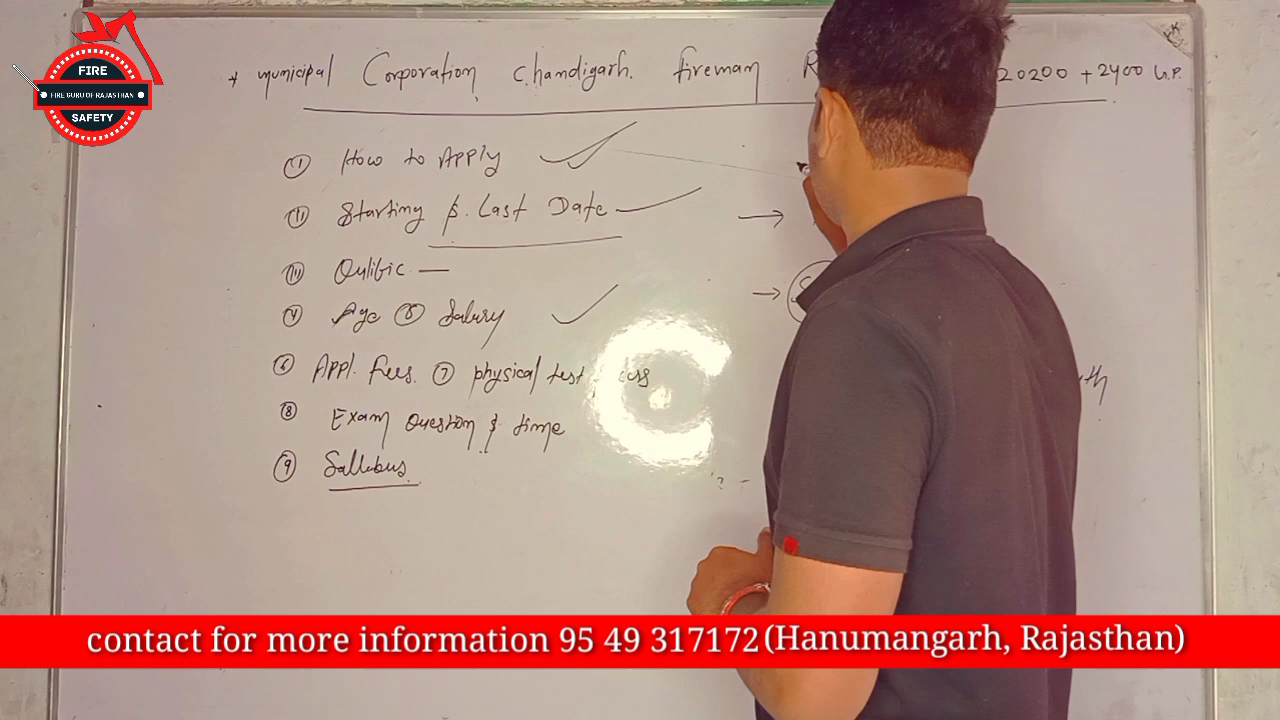 FIRE
FIRE GURU OF RAJASTHAN
SAFETY
* municipal Corporation Chandigarh. fireman R 20200 + 2400 G.P.
① How to Apply
② Starting & Last Date
③ Qulific —
④ Age ⑤ Salary
⑥ Appl. fees. ⑦ physical test
⑧ Exam Question & time
⑨ Sallebus
contact for more information 95 49 317172 (Hanumangarh, Rajasthan)